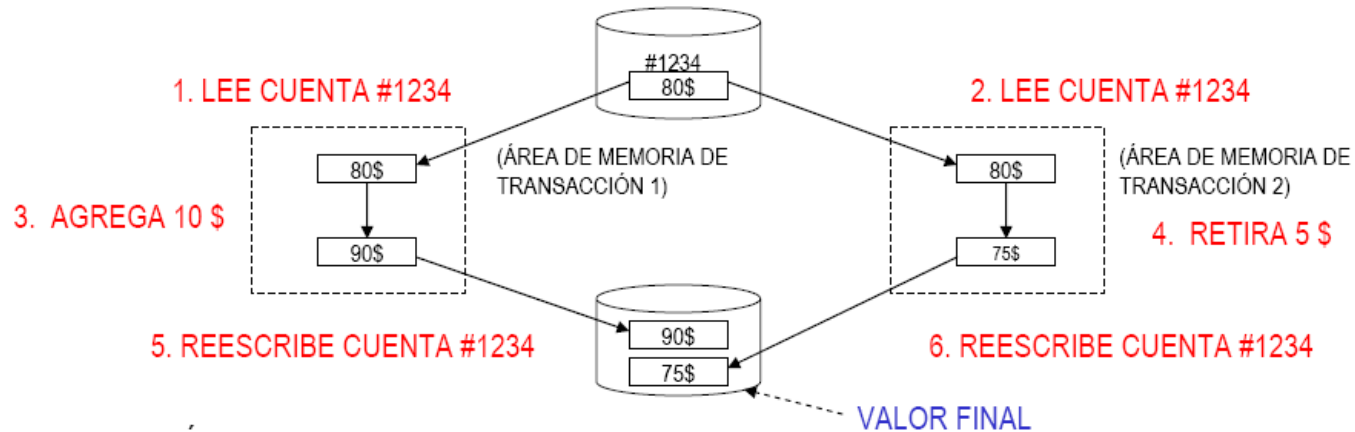 #1234
80$
1. LEE CUENTA #1234
2. LEE CUENTA #1234
(ÁREA DE MEMORIA DE
TRANSACCIÓN 1)
(ÁREA DE MEMORIA DE
TRANSACCIÓN 2)
80$
80$
3. AGREGA 10 $
4. RETIRA 5 $
90$
75$
5. REESCRIBE CUENTA #1234
6. REESCRIBE CUENTA #1234
90$
75$
VALOR FINAL